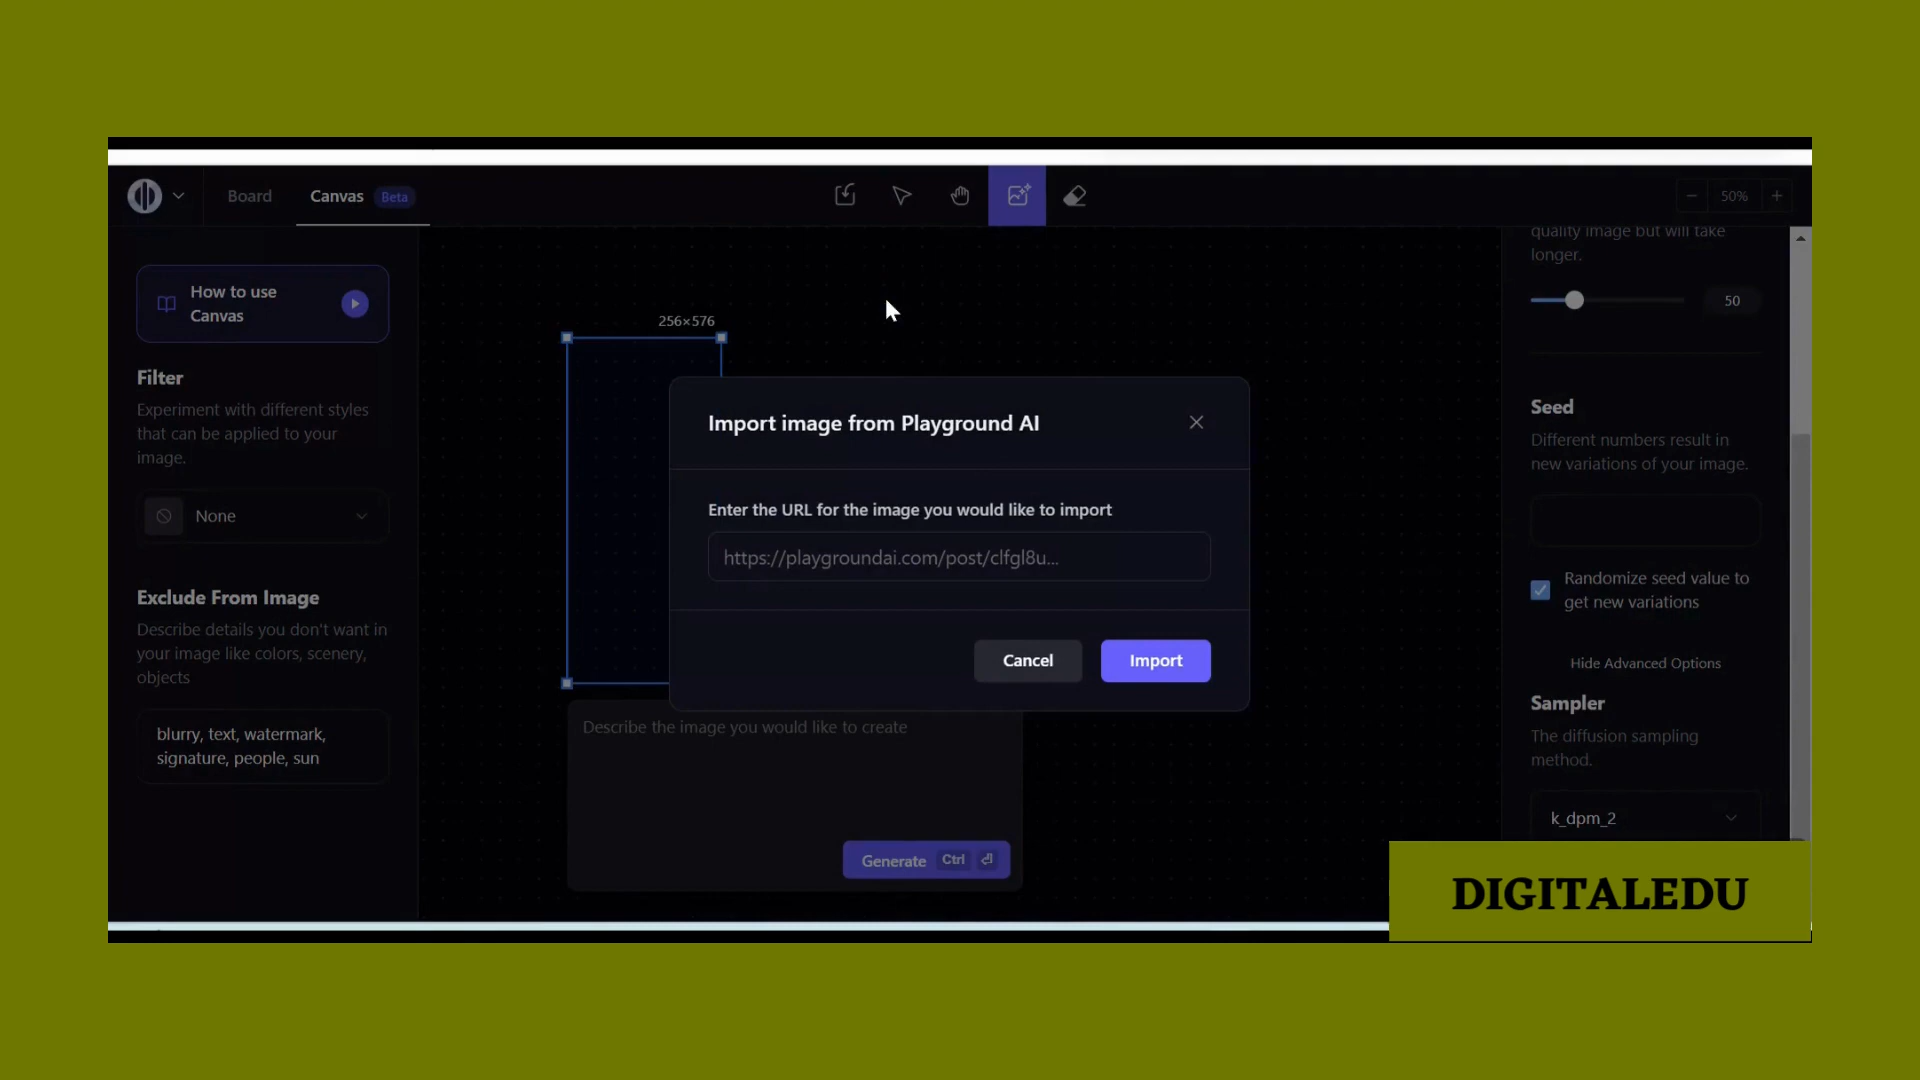 Board
Canvas Beta
50%
How to use
Canvas
Filter
Experiment with different styles
that can be applied to your
image.
None
Exclude From Image
Describe details you don't want in
your image like colors, scenery,
objects
blurry, text, watermark,
signature, people, sun
256×576
Import image from Playground AI
Enter the URL for the image you would like to import
https://playgroundai.com/post/clfgl8u...
Cancel
Import
Describe the image you would like to create
Generate Ctrl
quality image but will take
longer.
50
Seed
Different numbers result in
new variations of your image.
Randomize seed value to
get new variations
Hide Advanced Options
Sampler
The diffusion sampling
method.
k_dpm_2
DIGITALEDU